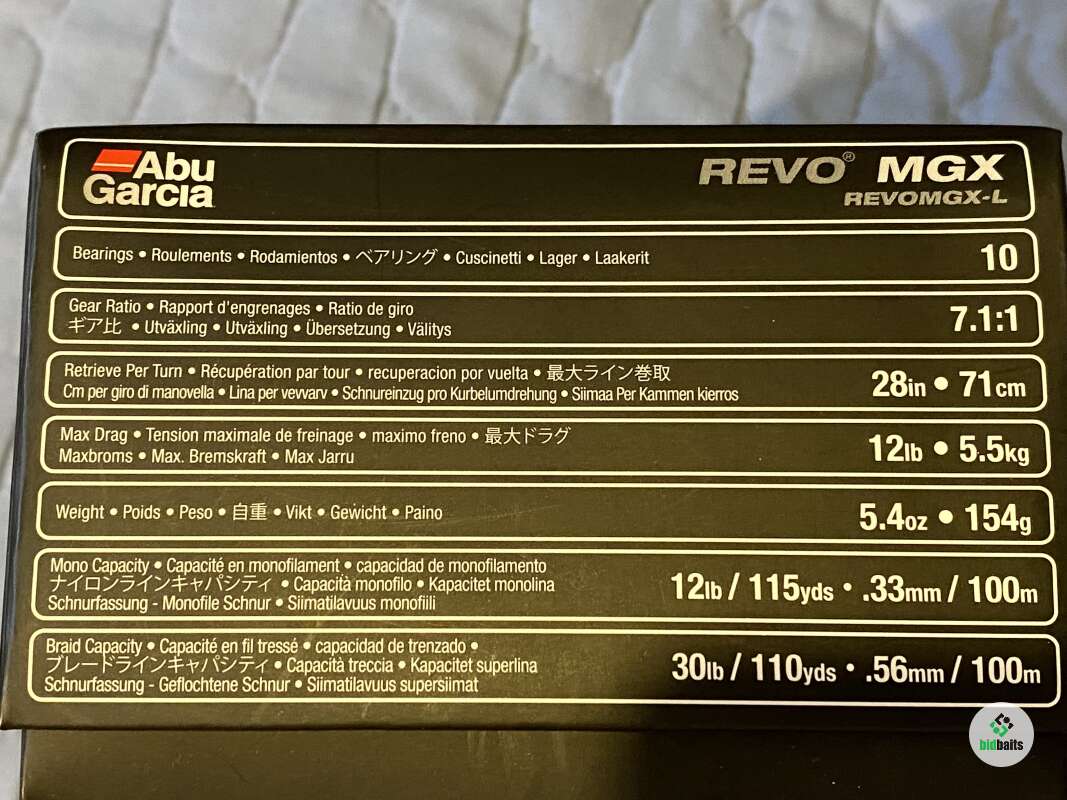 Abu
Garcia
REVO® MGX
REVOMGX-L
Bearings • Roulements • Rodamientos • ベアリング • Cuscinetti • Lager • Laakerit
10
Gear Ratio • Rapport d'engrenages • Ratio de giro
ギア比 • Utväxling • Utväxling • Übersetzung • Välitys
7.1:1
Retrieve Per Turn • Récupération par tour • recuperacion por vuelta • 最大ライン巻取
Cm per giro di manovella • Lina per vevvarv • Schnureinzug pro Kurbelumdrehung • Siimaa Per Kammen kierros
28in • 71cm
Max Drag • Tension maximale de freinage • maximo freno • 最大ドラグ
Maxbroms • Max. Bremskraft • Max Jarru
12lb • 5.5kg
Weight • Poids • Peso • 自重 • Vikt • Gewicht • Paino
5.4oz • 154g
Mono Capacity • Capacité en monofilament • capacidad de monofilamento
ナイロンラインキャパシティ • Capacità monofilo • Kapacitet monolina
Schnurfassung - Monofile Schnur • Siimatilavuus monofiili
12lb / 115yds • .33mm / 100m
Braid Capacity • Capacité en fil tressé • capacidad de trenzado •
ブレードラインキャパシティ • Capacità treccia • Kapacitet superlina
Schnurfassung - Geflochtene Schnur • Siimatilavuus supersiimat
30lb / 110yds • .56mm / 100m
bidbaits